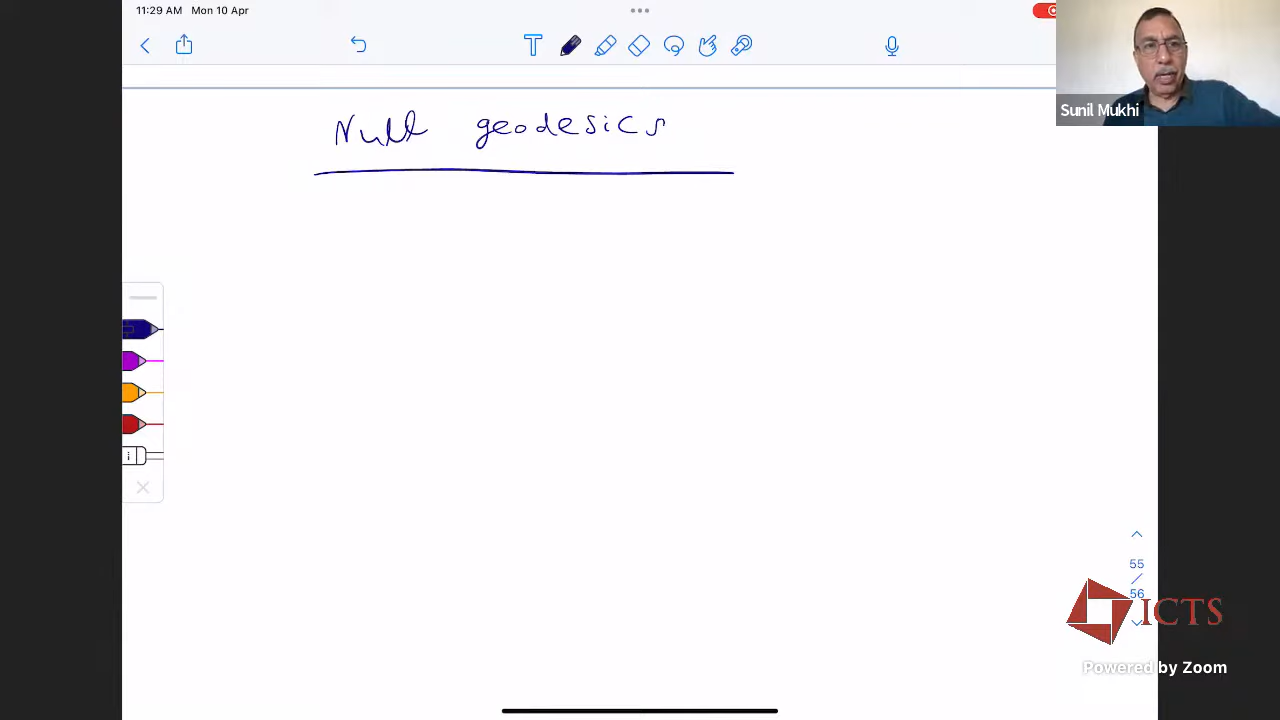 11:29 AM Mon 10 Apr
Sunil Mukhi
Null geodesics
55
/
56
ICTS
Powered by Zoom